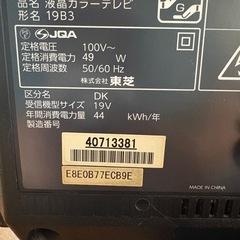 品名 液晶カラーテレビ
形名 19B3
JQA
定格電圧 100V~
定格消費電力 49 W
定格周波数 50/60 Hz
株式会社 東芝
区分名 DK
受信機型サイズ 19V
年間消費電力量 44 kWh/年
製造番号
40713381
E8E0B77ECB9E